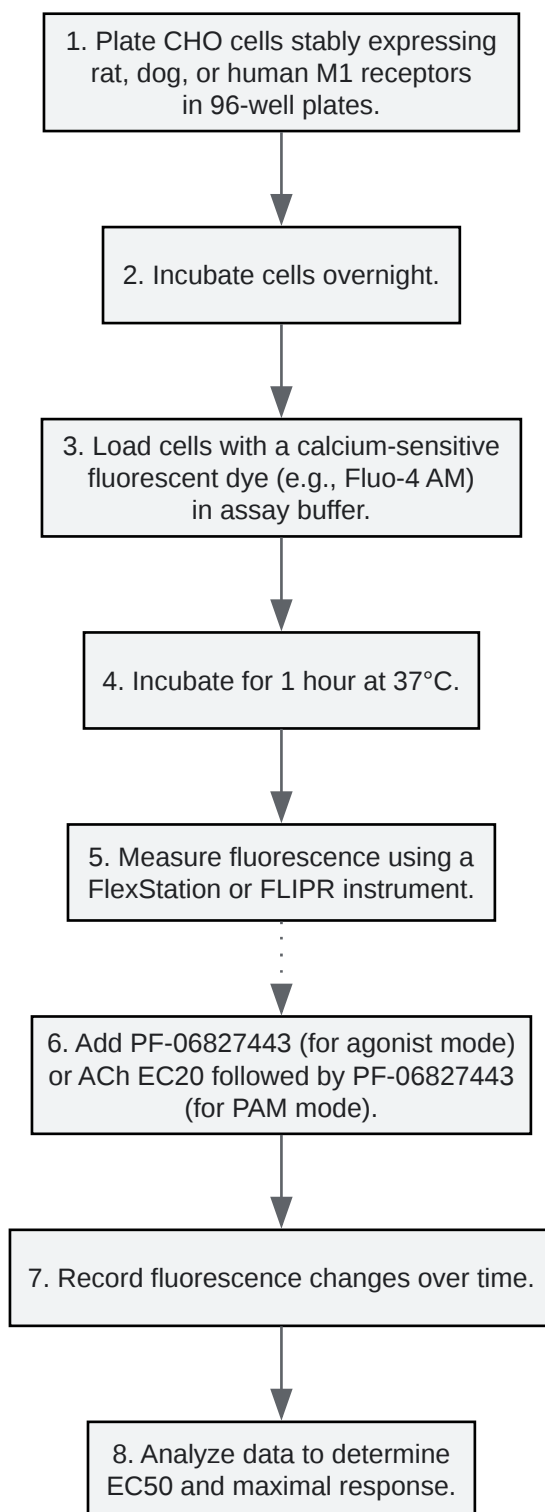 1. Plate CHO cells stably expressing
rat, dog, or human M1 receptors
in 96-well plates.
2. Incubate cells overnight.
3. Load cells with a calcium-sensitive
fluorescent dye (e.g., Fluo-4 AM)
in assay buffer.
4. Incubate for 1 hour at 37°C.
5. Measure fluorescence using a
FlexStation or FLIPR instrument.
6. Add PF-06827443 (for agonist mode)
or ACh EC20 followed by PF-06827443
(for PAM mode).
7. Record fluorescence changes over time.
8. Analyze data to determine
EC50 and maximal response.